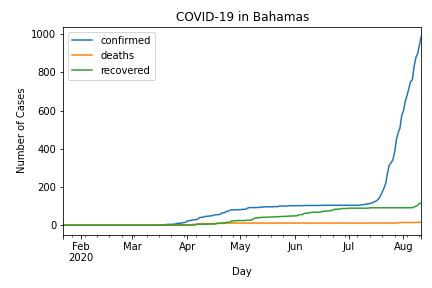 COVID-19 in Bahamas
confirmed
deaths
recovered
1000
800
600
400
200
0
Number of Cases
Feb Mar Apr May Jun Jul Aug
2020
Day